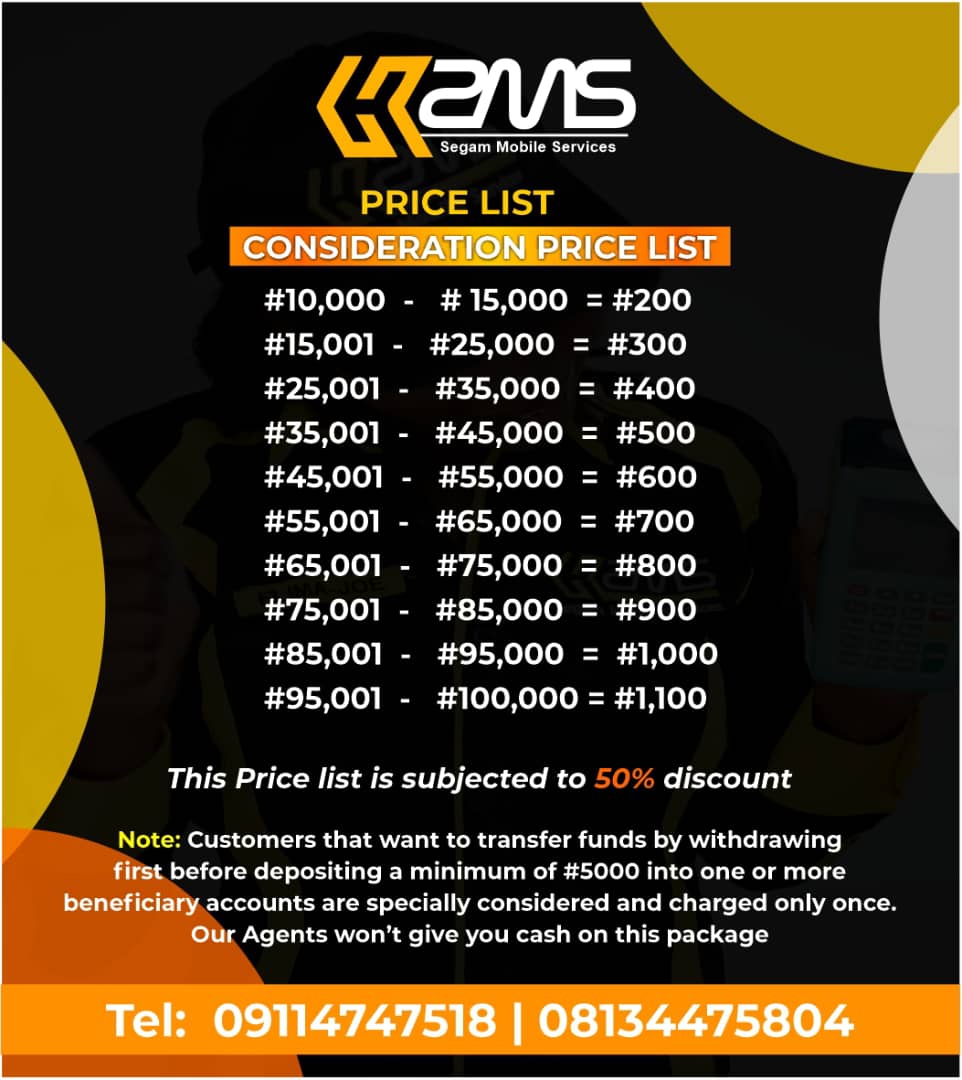 SMS
Segam Mobile Services
PRICE LIST
CONSIDERATION PRICE LIST
#10,000 - # 15,000 = #200
#15,001 - #25,000 = #300
#25,001 - #35,000 = #400
#35,001 - #45,000 = #500
#45,001 - #55,000 = #600
#55,001 - #65,000 = #700
#65,001 - #75,000 = #800
#75,001 - #85,000 = #900
#85,001 - #95,000 = #1,000
#95,001 - #100,000 = #1,100
This Price list is subjected to 50% discount
Note: Customers that want to transfer funds by withdrawing
first before depositing a minimum of #5000 into one or more
beneficiary accounts are specially considered and charged only once.
Our Agents won't give you cash on this package
Tel: 09114747518 | 08134475804